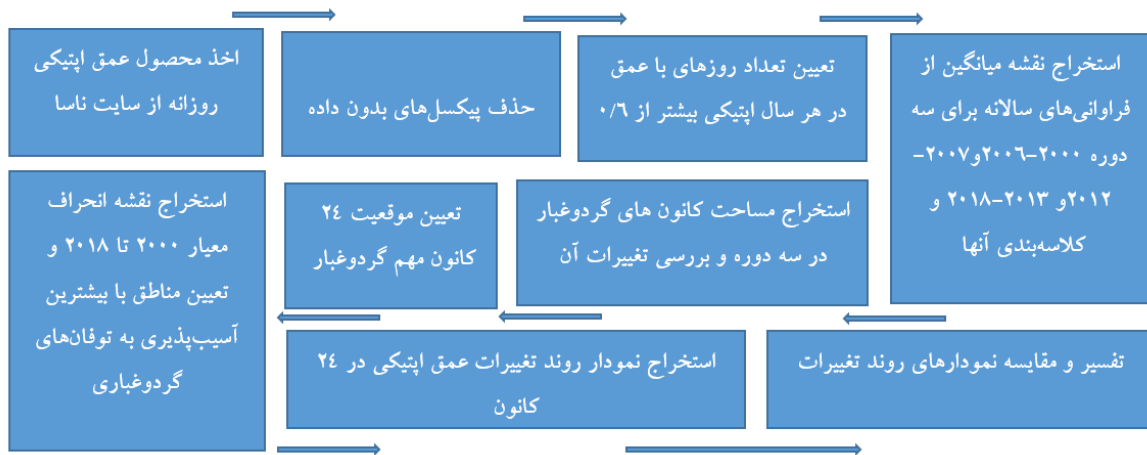 اخذ محصول عمق اپتیکی
روزانه از سایت ناسا
حذف پیکسل‌های بدون داده
تعیین تعداد روزهای با عمق
در هر سال اپتیکی بیشتر از ۰/۶
استخراج نقشه میانگین از
فراوانی‌های سالانه برای سه
دوره ۲۰۰۰-۲۰۰۶و۲۰۰۷-
۲۰۱۲و ۲۰۱۳-۲۰۱۸ و
کلاسه‌بندی آنها
استخراج مساحت کانون های گردوغبار
در سه دوره و بررسی تغییرات آن
تعیین موقعیت ۲۴
کانون مهم گردوغبار
استخراج نقشه انحراف
معیار ۲۰۰۰ تا ۲۰۱۸ و
تعیین مناطق با بیشترین
آسیب‌پذیری به توفان‌های
گردوغباری
استخراج نمودار روند تغییرات عمق اپتیکی در ۲۴
کانون
تفسیر و مقایسه نمودارهای روند تغییرات